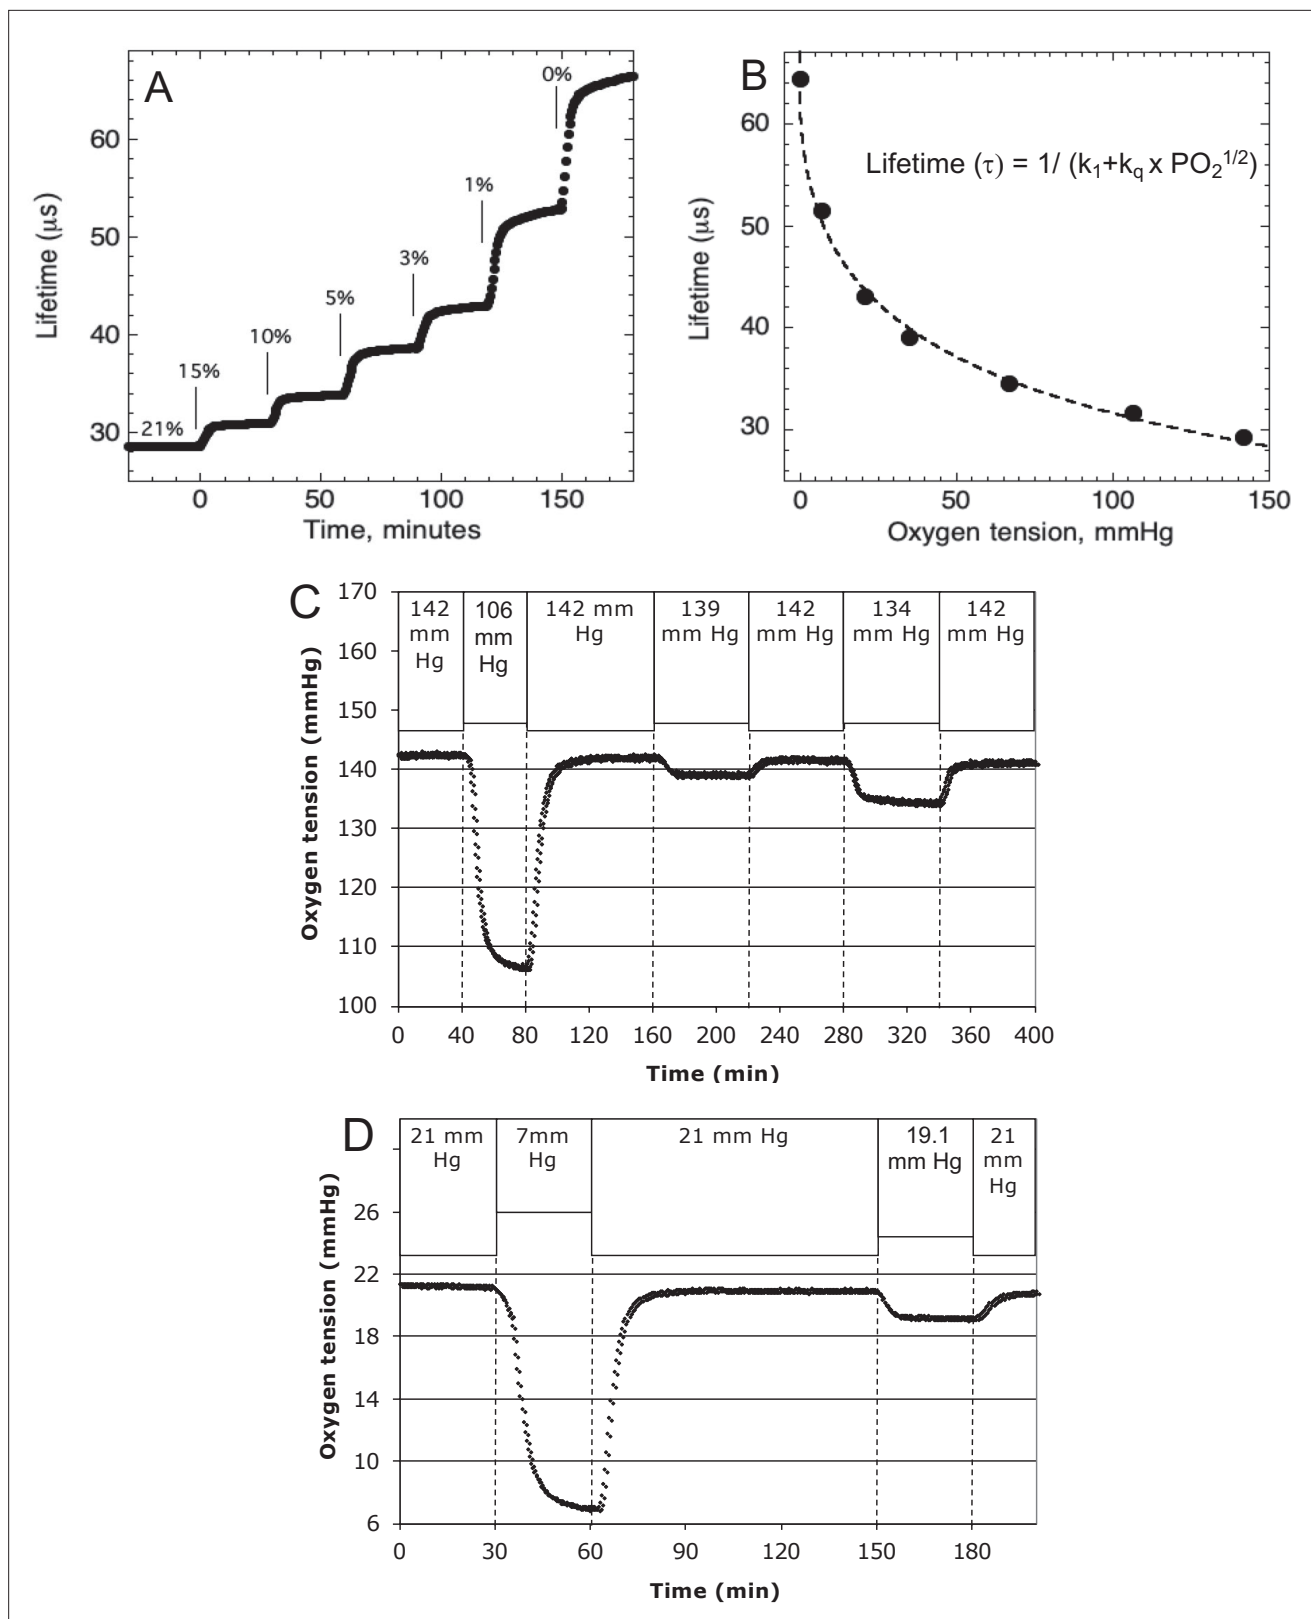 A
60
50
40
30
Lifetime (μs)
21%
15%
10%
5%
3%
1%
0%
0 50 100 150
Time, minutes
B
60
50
40
30
Lifetime (μs)
Lifetime (τ) = 1/ (k1+kq x PO2^1/2)
0 50 100 150
Oxygen tension, mmHg
C
170
160
150
140
130
120
110
100
Oxygen tension (mmHg)
142
mm
Hg
106
mm
Hg
142 mm
Hg
139
mm Hg
142
mm Hg
134
mm Hg
142
mm Hg
0 40 80 120 160 200 240 280 320 360 400
Time (min)
D
26
22
18
14
10
6
Oxygen tension (mmHg)
21 mm
Hg
7mm
Hg
21 mm Hg
19.1
mm Hg
21
mm
Hg
0 30 60 90 120 150 180
Time (min)